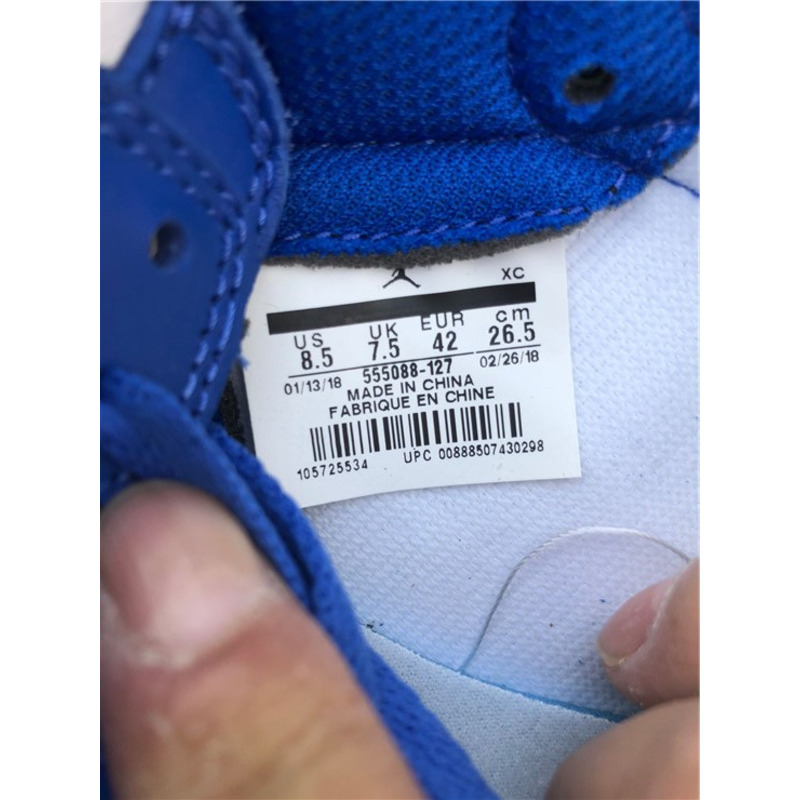 XC
US UK EUR cm
8.5 7.5 42 26.5
01/13/18 555088-127 02/26/18
MADE IN CHINA
FABRIQUE EN CHINE
105725534 UPC 00888507430298